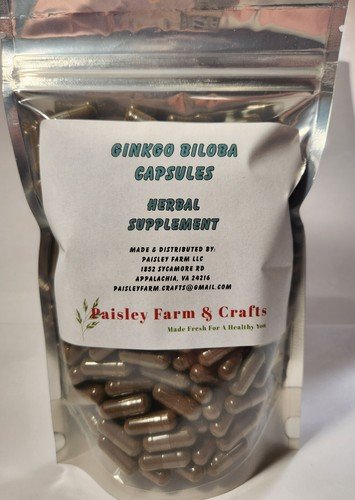 GINKGO BILOBA
CAPSULES
HERBAL
SUPPLEMENT
MADE & DISTRIBUTED BY:
PAISLEY FARM LLC
1852 SYCAMORE RD
APPALACHIA, VA 24216
PAISLEYFARM.CRAFTS@GMAIL.COM
Paisley Farm & Crafts
Made Fresh For A Healthy You